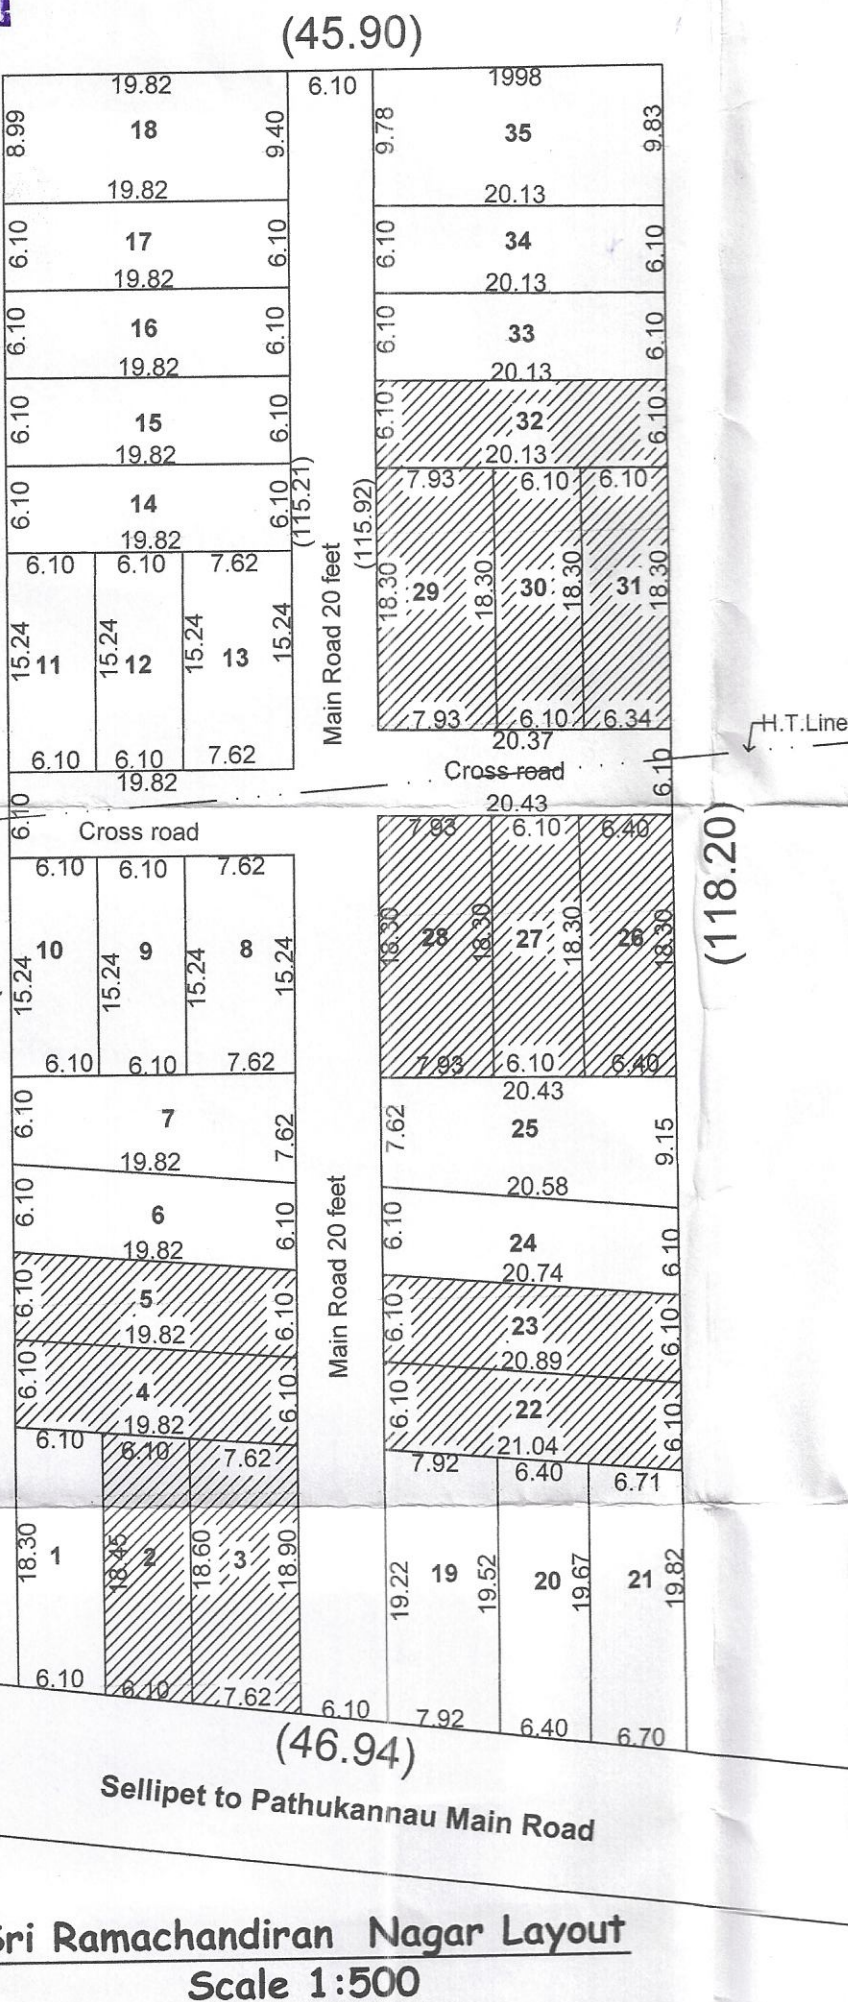 (45.90)
19.82 6.10 1998
8.99 18 9.40 9.78 35 9.83
19.82 20.13
6.10 17 6.10 6.10 34 6.10
19.82 20.13
6.10 16 6.10 6.10 33 6.10
19.82 20.13
6.10 15 6.10 6.10 32 6.10
19.82 20.13
6.10 14 6.10 (115.21) (115.92) 7.93 6.10 6.10
19.82
6.10 6.10 7.62 Main Road 20 feet 18.30 29 18.30 30 18.30 31 18.30
15.24 11 15.24 12 15.24 13 15.24
6.10 6.10 7.62 7.93 6.10 6.34
19.82 20.37
H.T.Line
6.10 Cross road Cross road 6.10
20.43
6.10 6.10 7.62 7.93 6.10 6.40
(118.20)
15.24 10 15.24 9 15.24 8 15.24 18.30 28 18.30 27 18.30 26 18.30
6.10 6.10 7.62 7.93 6.10 6.40
20.43
6.10 7 7.62 7.62 25 9.15
19.82 20.58
6.10 6 6.10 Main Road 20 feet 6.10 24 6.10
19.82 20.74
6.10 5 6.10 6.10 23 6.10
19.82 20.89
6.10 4 6.10 6.10 22 6.10
19.82 21.04
6.10 6.10 7.62 7.92 6.40 6.71
18.30 1 18.45 2 18.60 3 18.90 19.22 19 19.52 20 19.67 21 19.82
6.10 6.10 7.62 6.10 7.92 6.40 6.70
(46.94)
Sellipet to Pathukannau Main Road
Sri Ramachandiran Nagar Layout
Scale 1:500